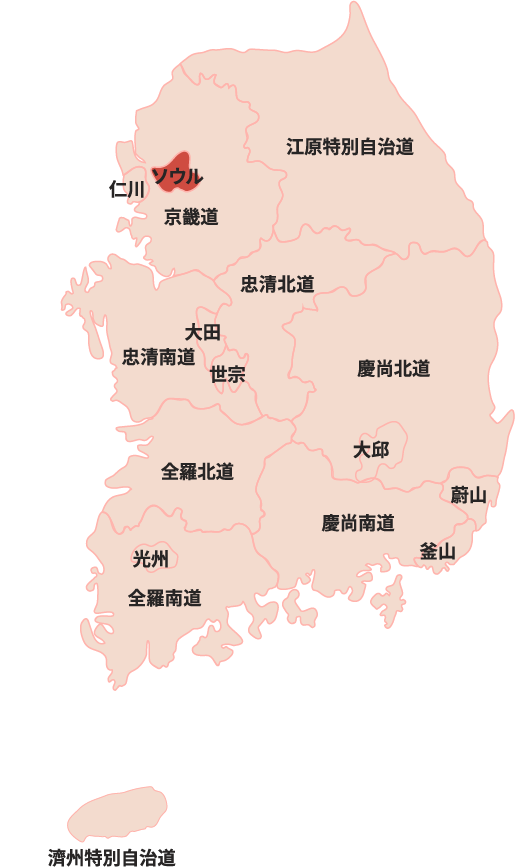 江原特別自治道
ソウル
仁川
京畿道
忠清北道
大田
忠清南道
世宗
慶尚北道
大邱
全羅北道
蔚山
慶尚南道
釜山
光州
全羅南道
濟州特別自治道